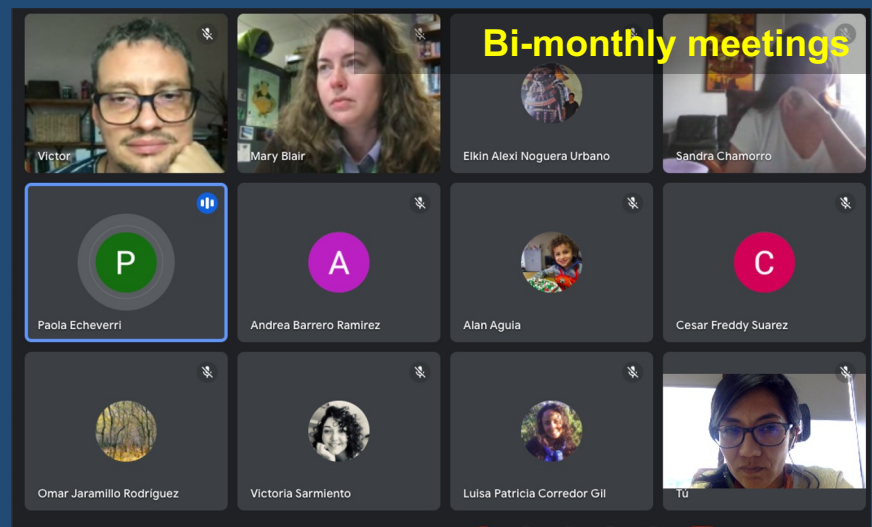 Bi-monthly meetings
Victor
Mary Blair
Elkin Alexi Noguera Urbano
Sandra Chamorro
P
Paola Echeverri
A
Andrea Barrero Ramirez
Alan Aguia
C
Cesar Freddy Suarez
Omar Jaramillo Rodríguez
Victoria Sarmiento
Luisa Patricia Corredor Gil
Tú